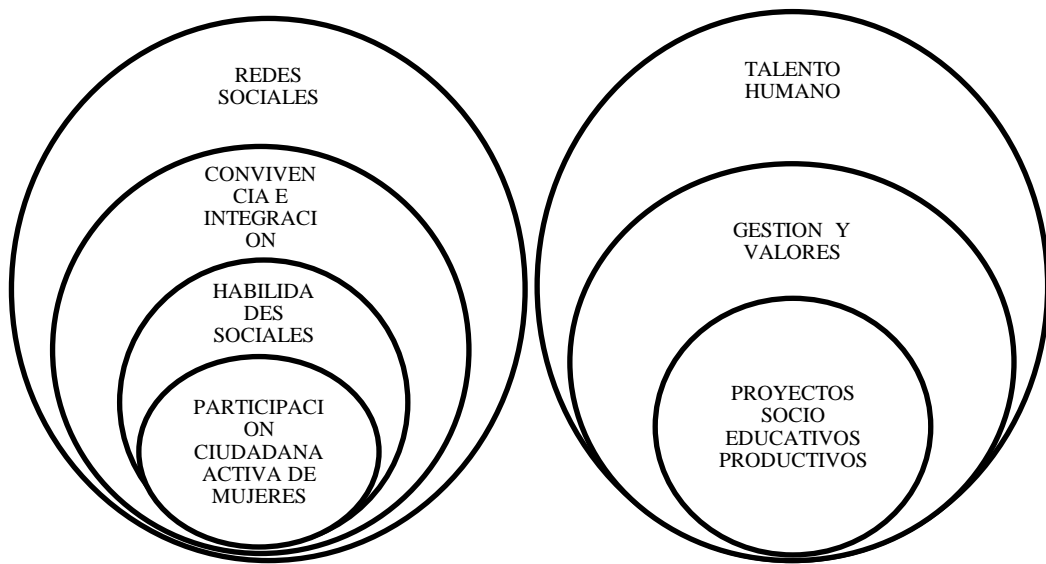 REDES
SOCIALES
CONVIVEN
CIA E
INTEGRACI
ON
HABILIDA
DES
SOCIALES
PARTICIPACI
ON
CIUDADANA
ACTIVA DE
MUJERES
TALENTO
HUMANO
GESTION Y
VALORES
PROYECTOS
SOCIO
EDUCATIVOS
PRODUCTIVOS